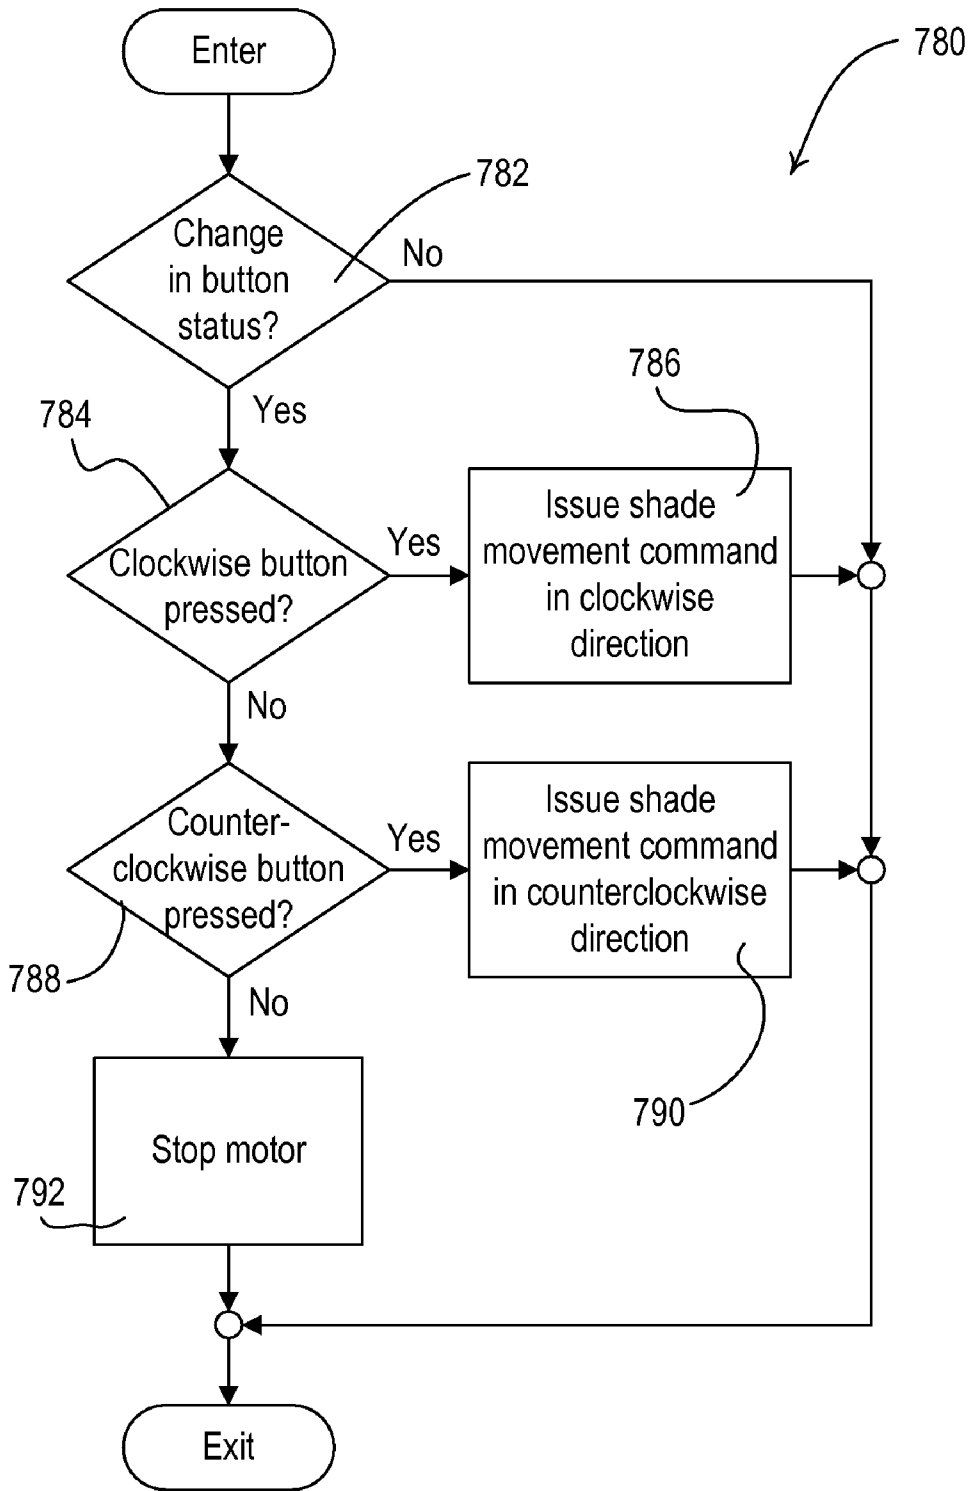 Enter
780
782
Change
in button
status?
No
Yes
784
786
Clockwise button
pressed?
Yes
Issue shade
movement command
in clockwise
direction
No
Counter-
clockwise button
pressed?
Yes
Issue shade
movement command
in counterclockwise
direction
788
No
790
Stop motor
792
Exit